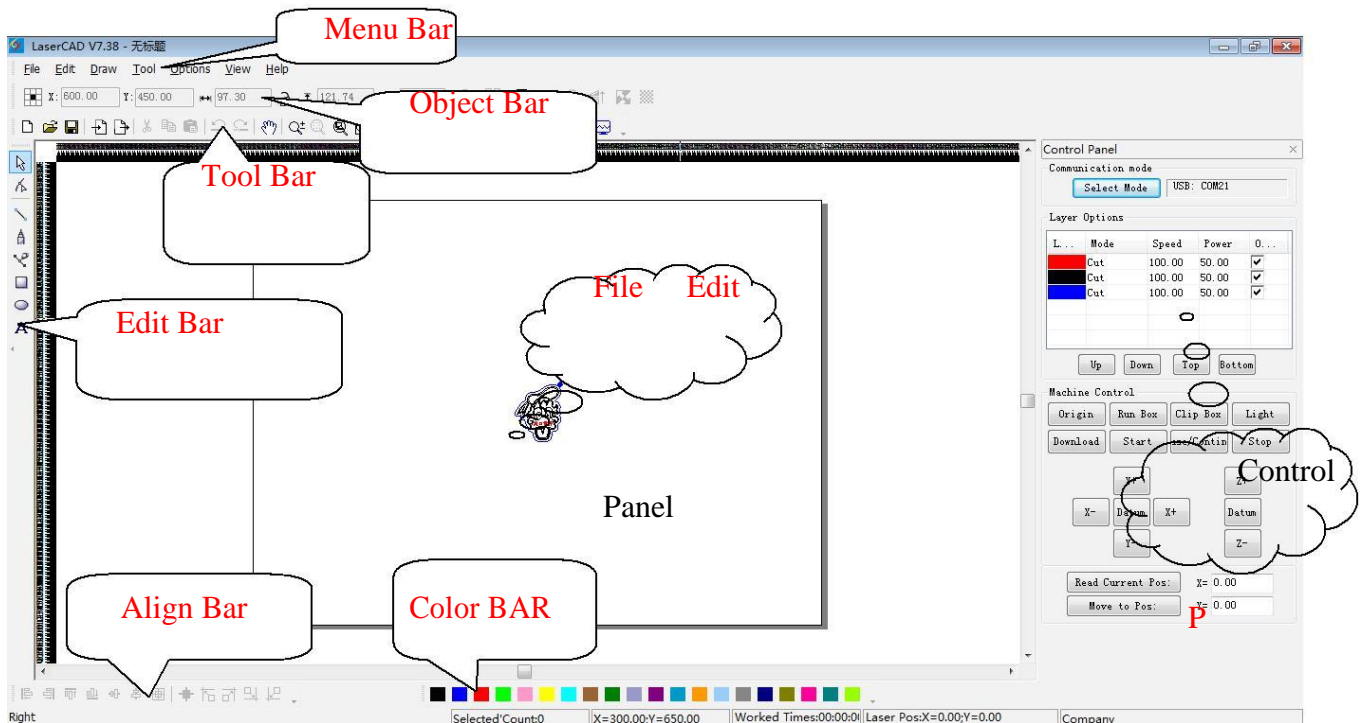 Menu Bar
LaserCAD V7.38 - 无标题
File Edit Draw Tool Options View Help
X: 600.00 Y: 450.00 97.30 121.74
Object Bar
Tool Bar
Control Panel
Communication mode
Select Mode USB: COM21
Layer Options
L... Mode Speed Power O...
Cut 100.00 50.00
Cut 100.00 50.00
Cut 100.00 50.00
File Edit
Edit Bar
Up Down Top Bottom
Machine Control
Origin Run Box Clip Box Light
Download Start Stop
Control
Y+ Z+
X- Datum X+ Datum
Y- Z-
Panel
Read Current Pos: X= 0.00
Move to Pos: Y= 0.00
P
Align Bar
Color BAR
Right Selected'Count:0 X=300.00;Y=650.00 Worked Times:00:00:0 Laser Pos:X=0.00;Y=0.00 Company